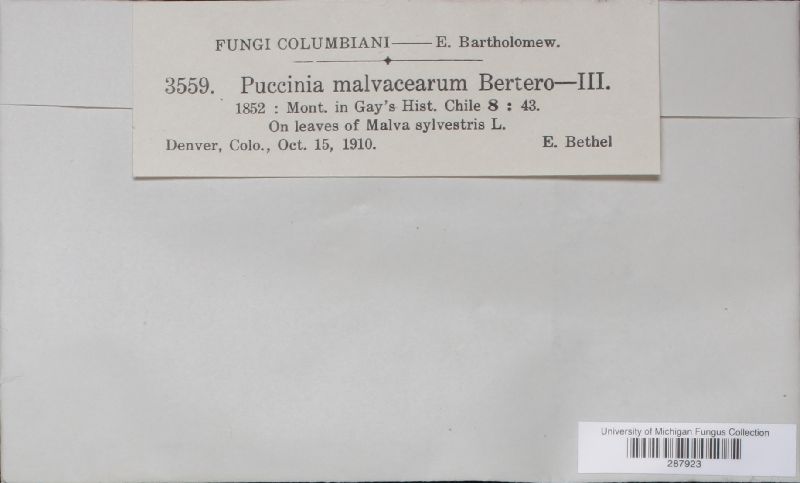 FUNGI COLUMBIANI—E. Bartholomew.
3559. Puccinia malvacearum Bertero—III.
1852 : Mont. in Gay's Hist. Chile 8 : 43.
On leaves of Malva sylvestris L.
Denver, Colo., Oct. 15, 1910. E. Bethel
University of Michigan Fungus Collection
287923